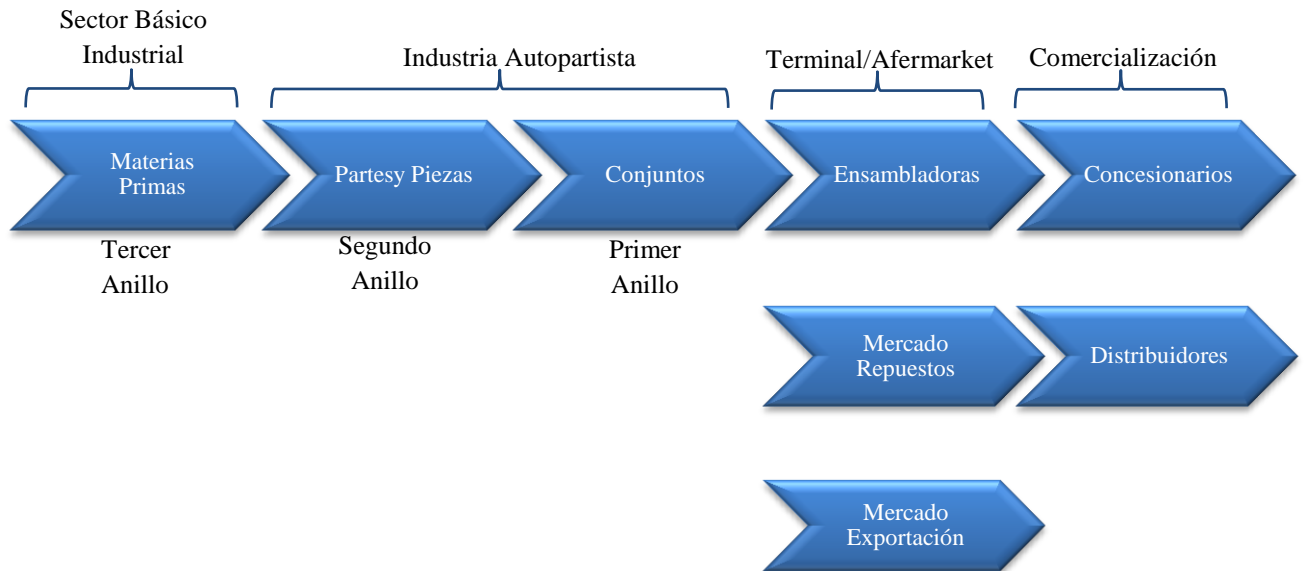 Sector Básico
Industrial
Industria Autopartista
Terminal/Afermarket
Comercialización
Materias
Primas
Partesy Piezas
Conjuntos
Ensambladoras
Concesionarios
Tercer
Anillo
Segundo
Anillo
Primer
Anillo
Mercado
Repuestos
Distribuidores
Mercado
Exportación